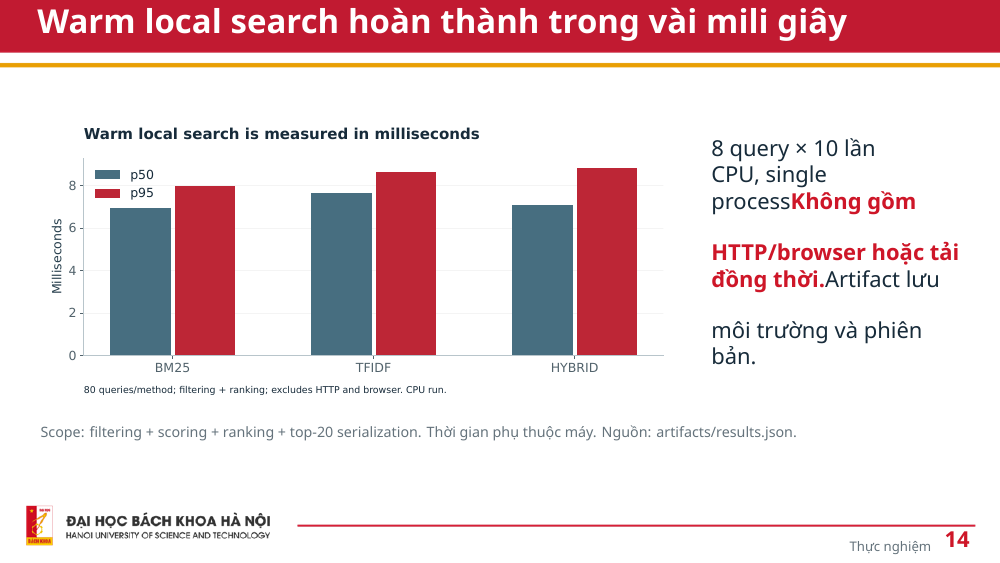 Warm local search hoàn thành trong vài mili giây
Warm local search is measured in milliseconds
p50
p95
Milliseconds
8
6
4
2
0
BM25
TFIDF
HYBRID
80 queries/method; filtering + ranking; excludes HTTP and browser. CPU run.
8 query × 10 lần
CPU, single
processKhông gồm
HTTP/browser hoặc tải
đồng thời.Artifact lưu
môi trường và phiên
bản.
Scope: filtering + scoring + ranking + top-20 serialization. Thời gian phụ thuộc máy. Nguồn: artifacts/results.json.
ĐẠI HỌC BÁCH KHOA HÀ NỘI
HANOI UNIVERSITY OF SCIENCE AND TECHNOLOGY
Thực nghiệm 14